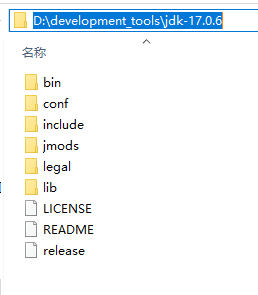 D:\development_tools\jdk-17.0.6
名称
bin
conf
include
jmods
legal
lib
LICENSE
README
release